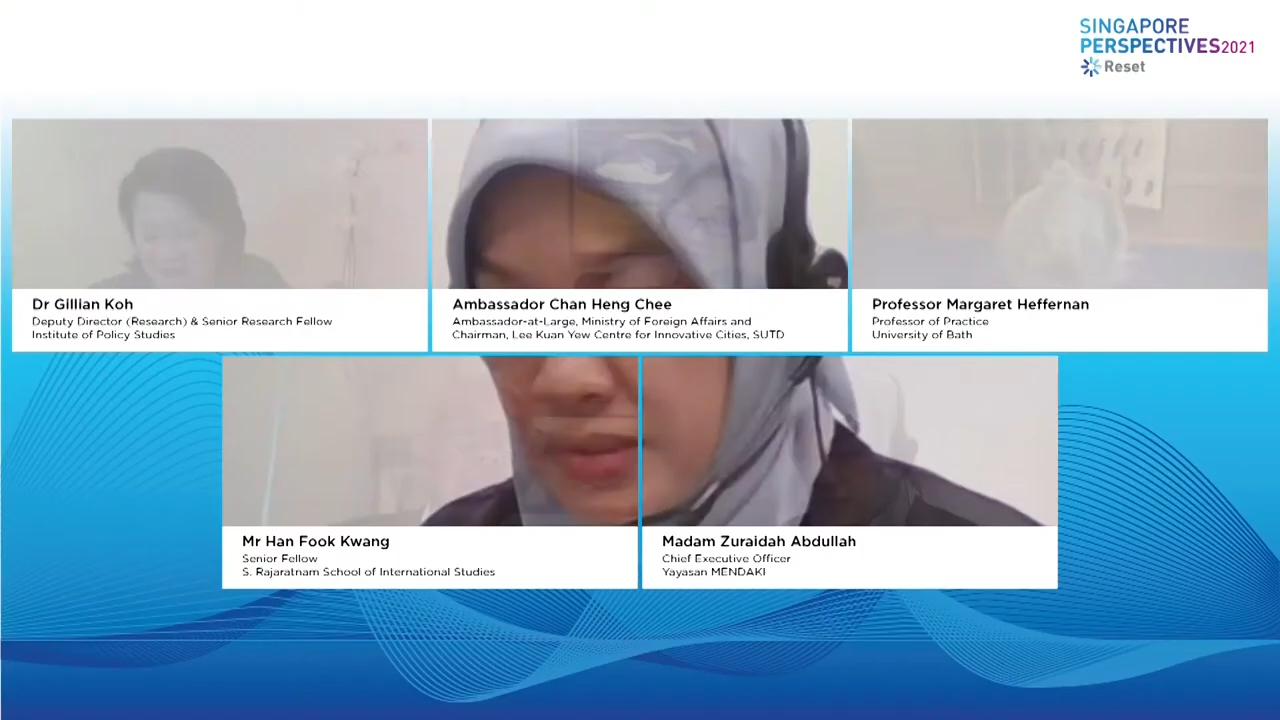 SINGAPORE
PERSPECTIVES2021
Reset
Dr Gillian Koh
Deputy Director (Research) & Senior Research Fellow
Institute of Policy Studies
Ambassador Chan Heng Chee
Ambassador-at-Large, Ministry of Foreign Affairs and
Chairman, Lee Kuan Yew Centre for Innovative Cities, SUTD
Professor Margaret Heffernan
Professor of Practice
University of Bath
Mr Han Fook Kwang
Senior Fellow
S. Rajaratnam School of International Studies
Madam Zuraidah Abdullah
Chief Executive Officer
Yayasan MENDAKI